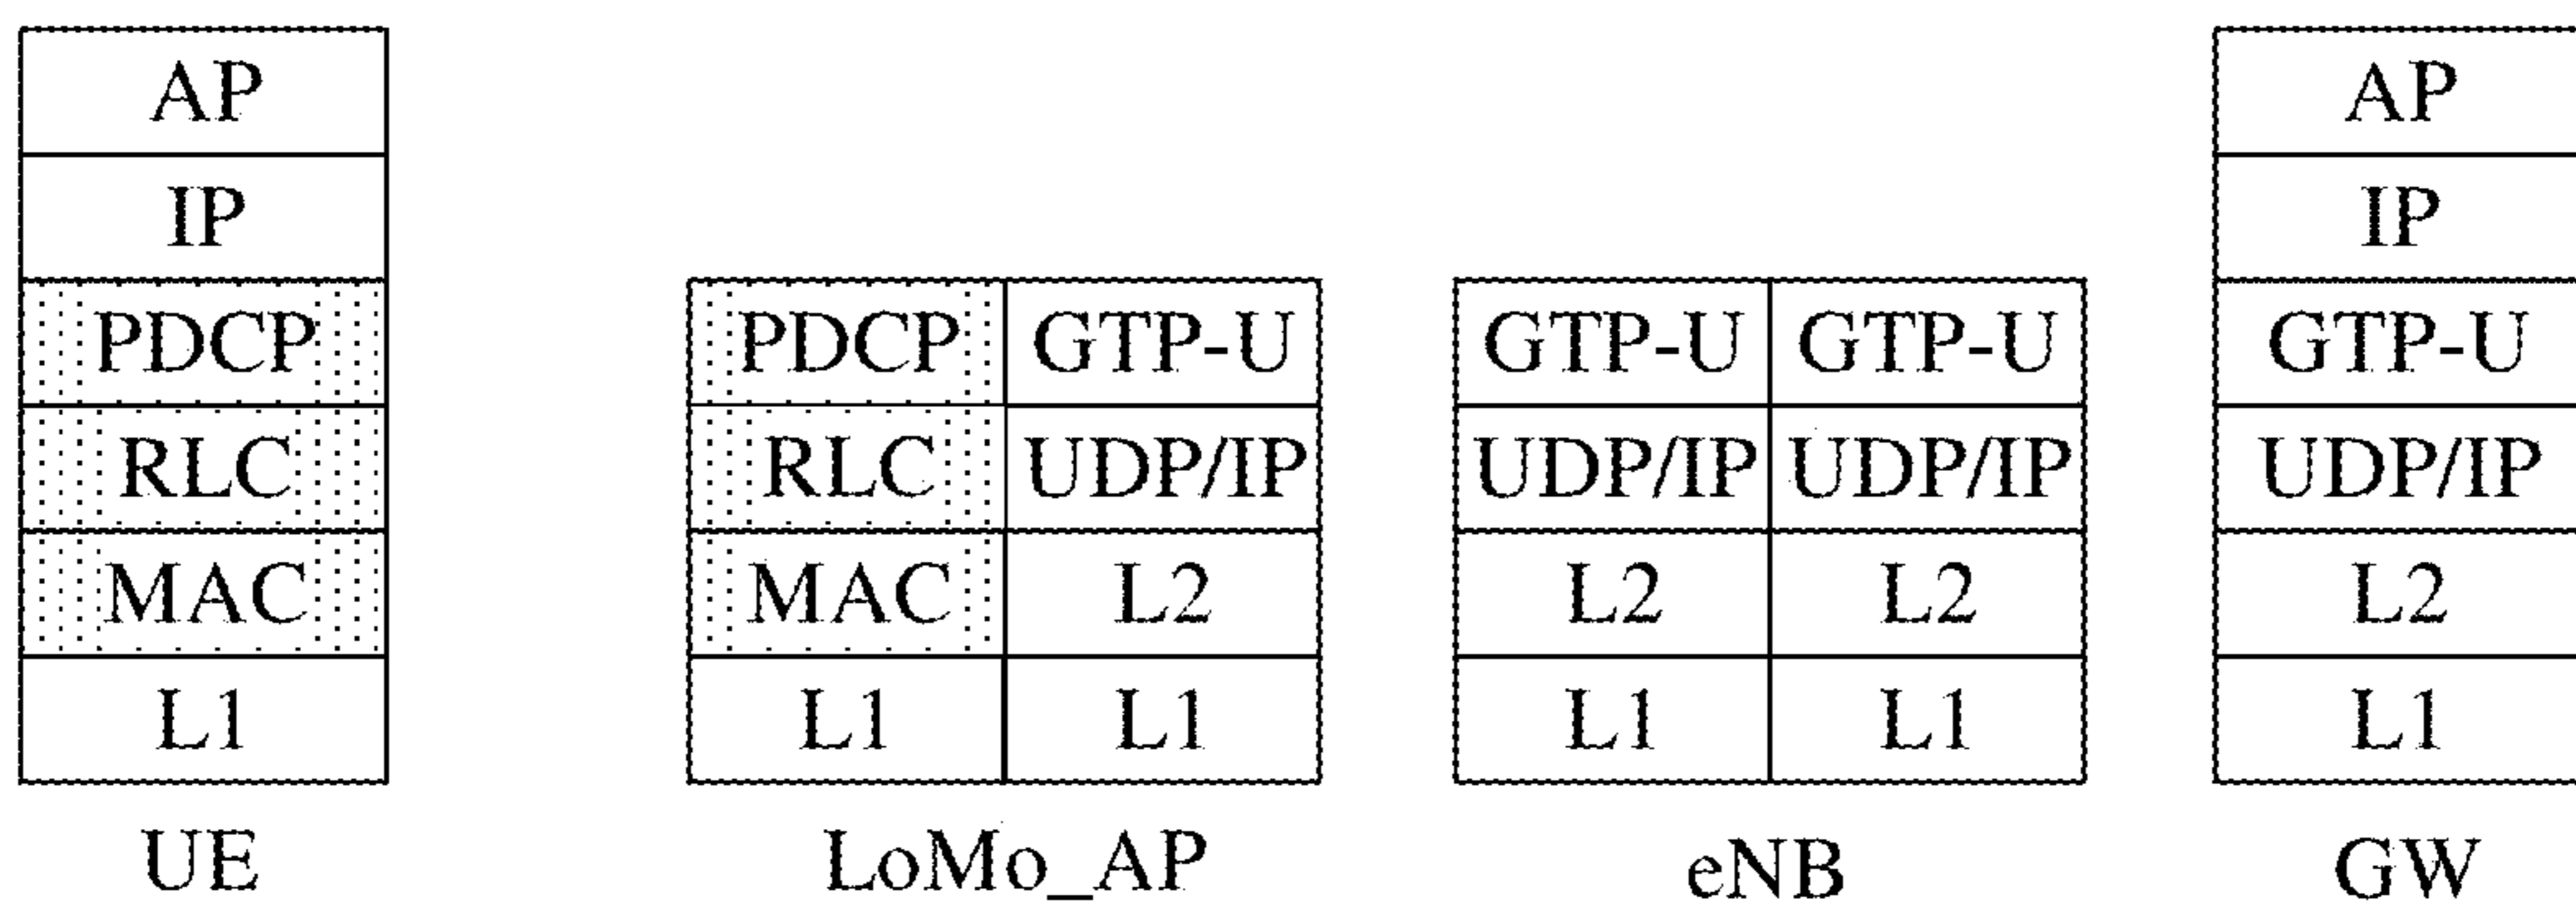 AP AP
IP IP
PDCP PDCP GTP-U GTP-U GTP-U GTP-U
RLC RLC UDP/IP UDP/IP UDP/IP UDP/IP
MAC MAC L2 L2 L2 L2
L1 L1 L1 L1 L1 L1
UE LoMo_AP eNB GW